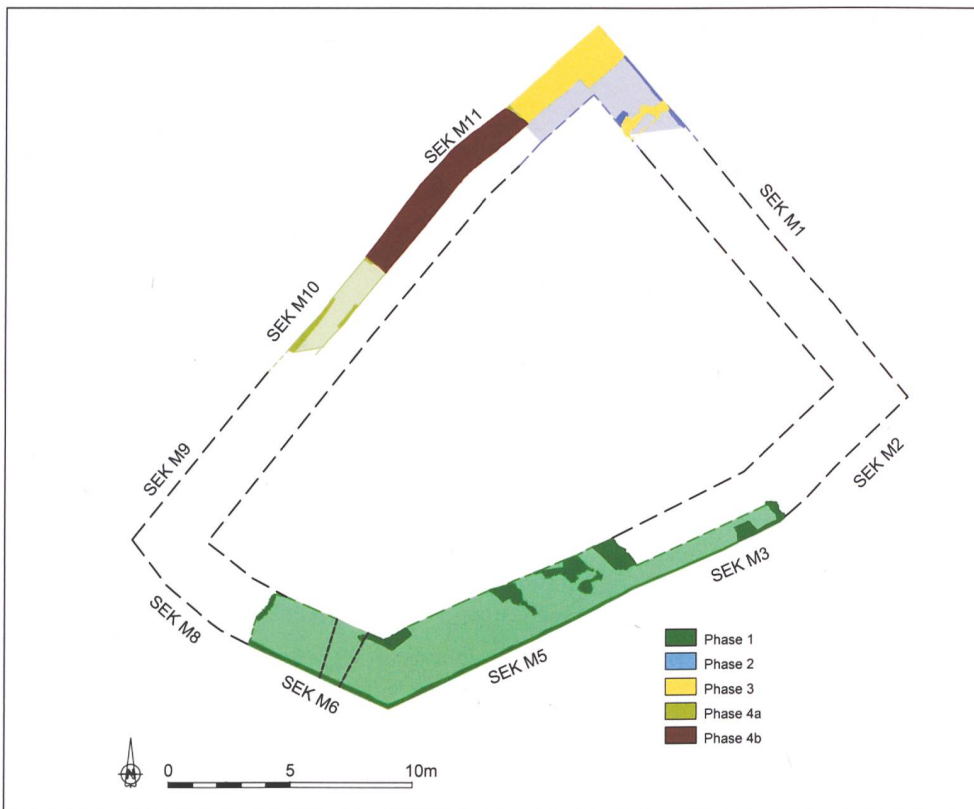 SEK M11
SEK M1
SEK M10
SEK M9
SEK M2
SEK M3
SEK M8
SEK M5
SEK M6
Phase 1
Phase 2
Phase 3
Phase 4a
Phase 4b
N
0 5 10m